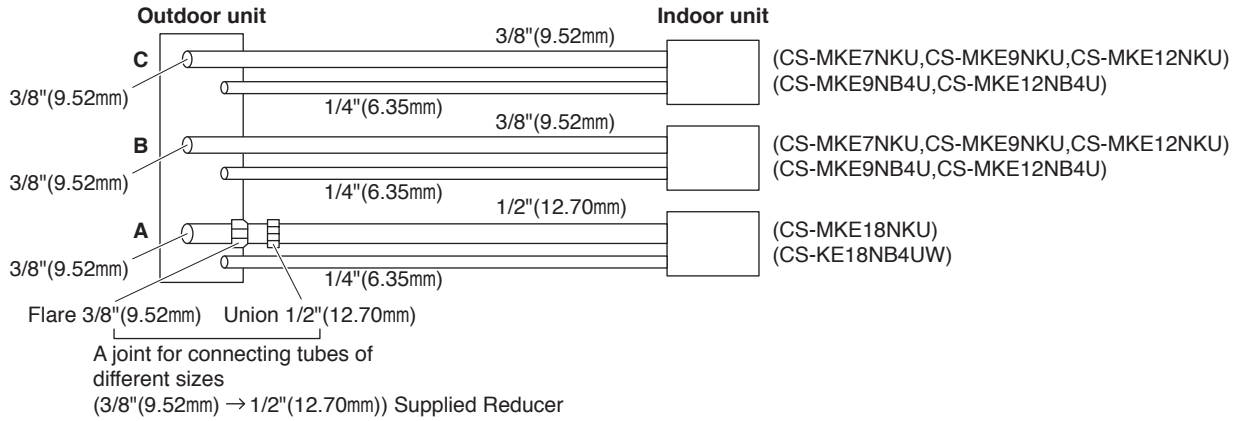 Outdoor unit
Indoor unit
C
3/8"(9.52mm)
3/8"(9.52mm)
1/4"(6.35mm)
(CS-MKE7NKU,CS-MKE9NKU,CS-MKE12NKU)
(CS-MKE9NB4U,CS-MKE12NB4U)
B
3/8"(9.52mm)
3/8"(9.52mm)
1/4"(6.35mm)
(CS-MKE7NKU,CS-MKE9NKU,CS-MKE12NKU)
(CS-MKE9NB4U,CS-MKE12NB4U)
A
3/8"(9.52mm)
1/2"(12.70mm)
1/4"(6.35mm)
(CS-MKE18NKU)
(CS-KE18NB4UW)
Flare 3/8"(9.52mm)
Union 1/2"(12.70mm)
A joint for connecting tubes of
different sizes
(3/8"(9.52mm) → 1/2"(12.70mm)) Supplied Reducer